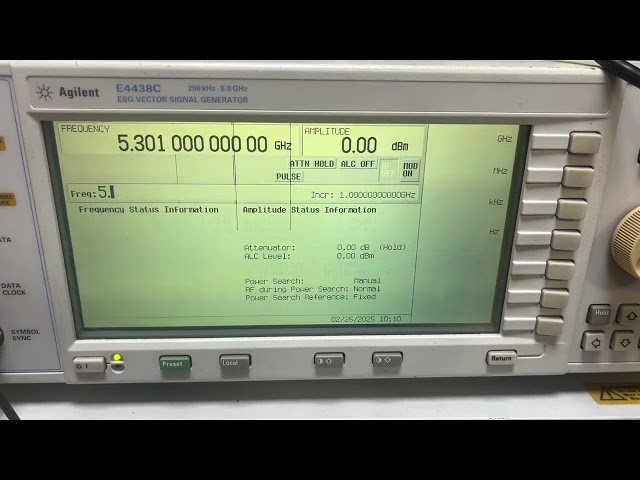 Agilent
E4438C
250 kHz - 6.0 GHz
ESG VECTOR SIGNAL GENERATOR
FREQUENCY
5.301 000 000 00 GHz
AMPLITUDE
0.00 dBm
ATTN HOLD
ALC OFF
RF OFF
MOD ON
PULSE
Freq: 5.
Incr: 1.00000000000GHz
Frequency Status Information
Amplitude Status Information
Attenuator: 0.00 dB (Hold)
ALC Level: 0.00 dBm
Power Search: Manual
RF during Power Search: Normal
Power Search Reference: Fixed
02/25/2025 10:10
GHz
MHz
kHz
Hz
DATA
DATA CLOCK
SYMBOL SYNC
Preset
Local
Return
Hold